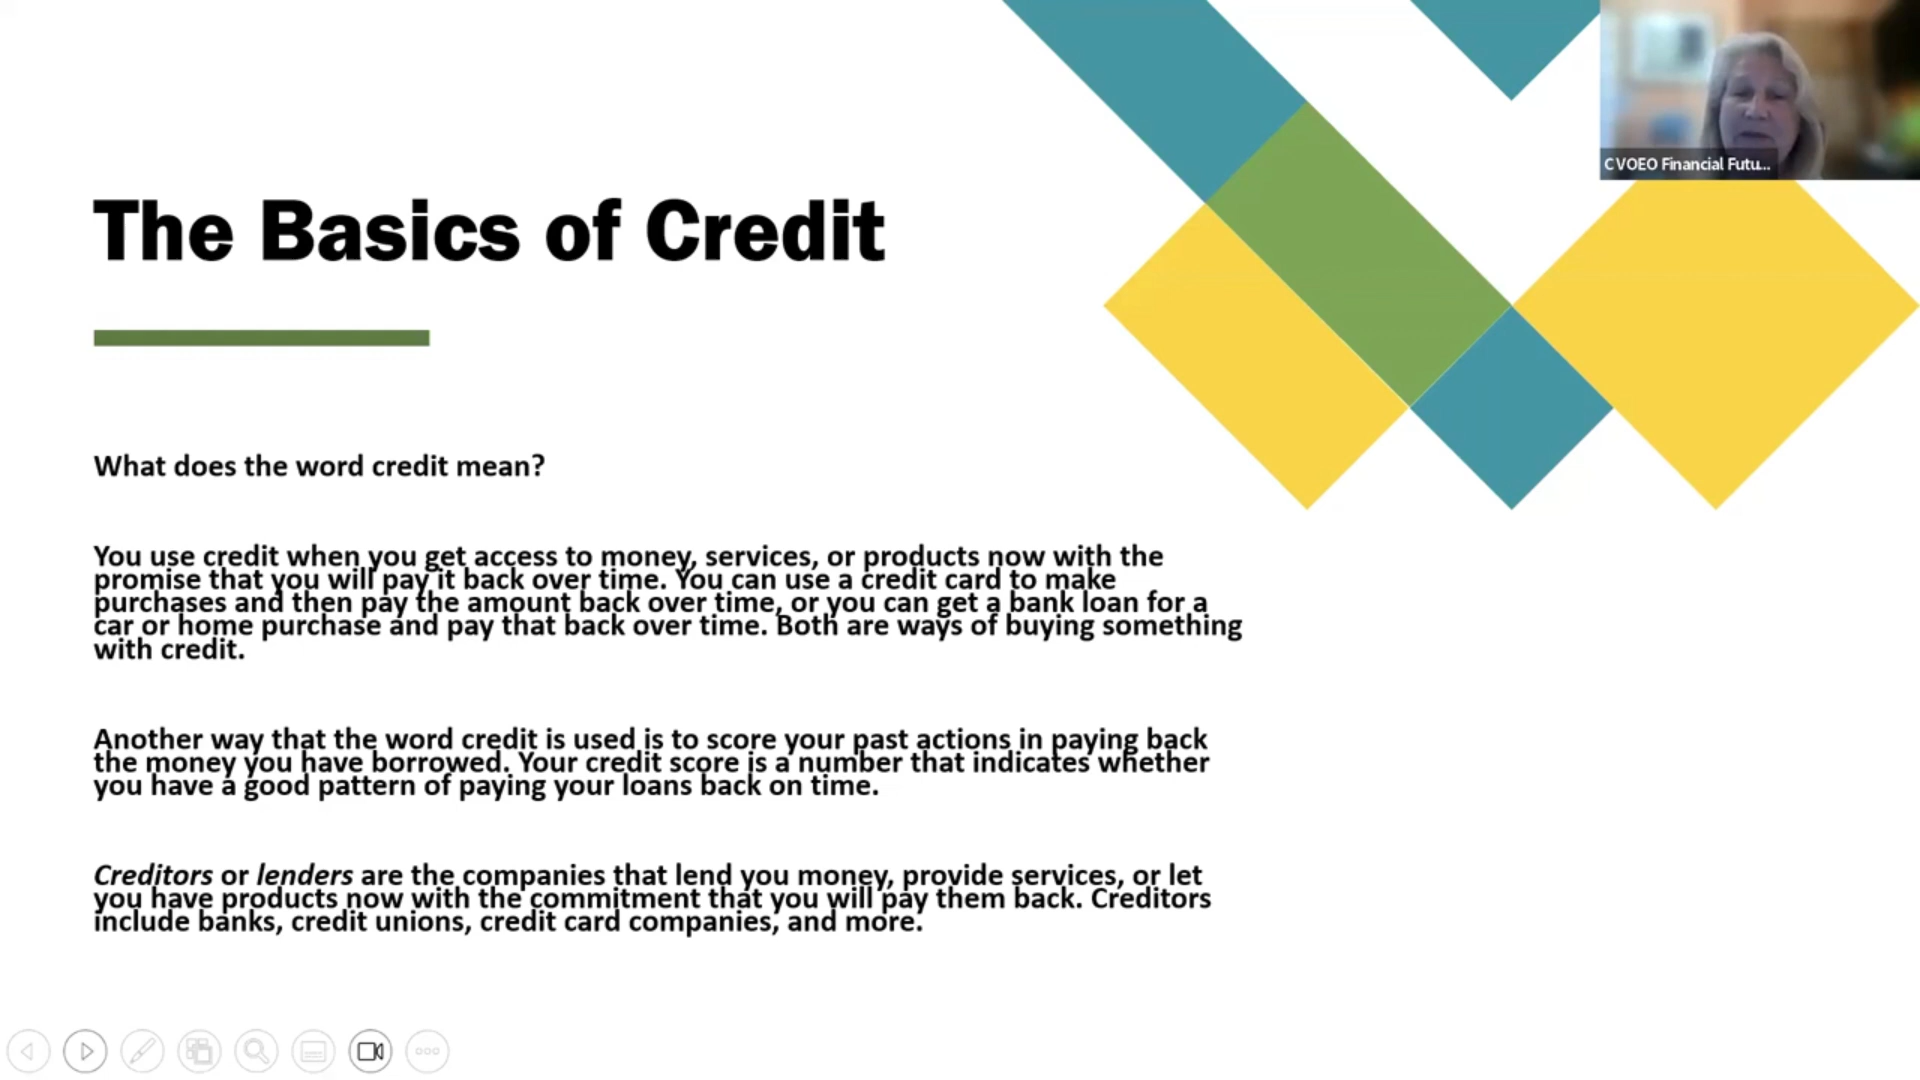 CVOEO Financial Futu...
The Basics of Credit
What does the word credit mean?
You use credit when you get access to money, services, or products now with the
promise that you will pay it back over time. You can use a credit card to make
purchases and then pay the amount back over time, or you can get a bank loan for a
car or home purchase and pay that back over time. Both are ways of buying something
with credit.
Another way that the word credit is used is to score your past actions in paying back
the money you have borrowed. Your credit score is a number that indicates whether
you have a good pattern of paying your loans back on time.
Creditors or lenders are the companies that lend you money, provide services, or let
you have products now with the commitment that you will pay them back. Creditors
include banks, credit unions, credit card companies, and more.